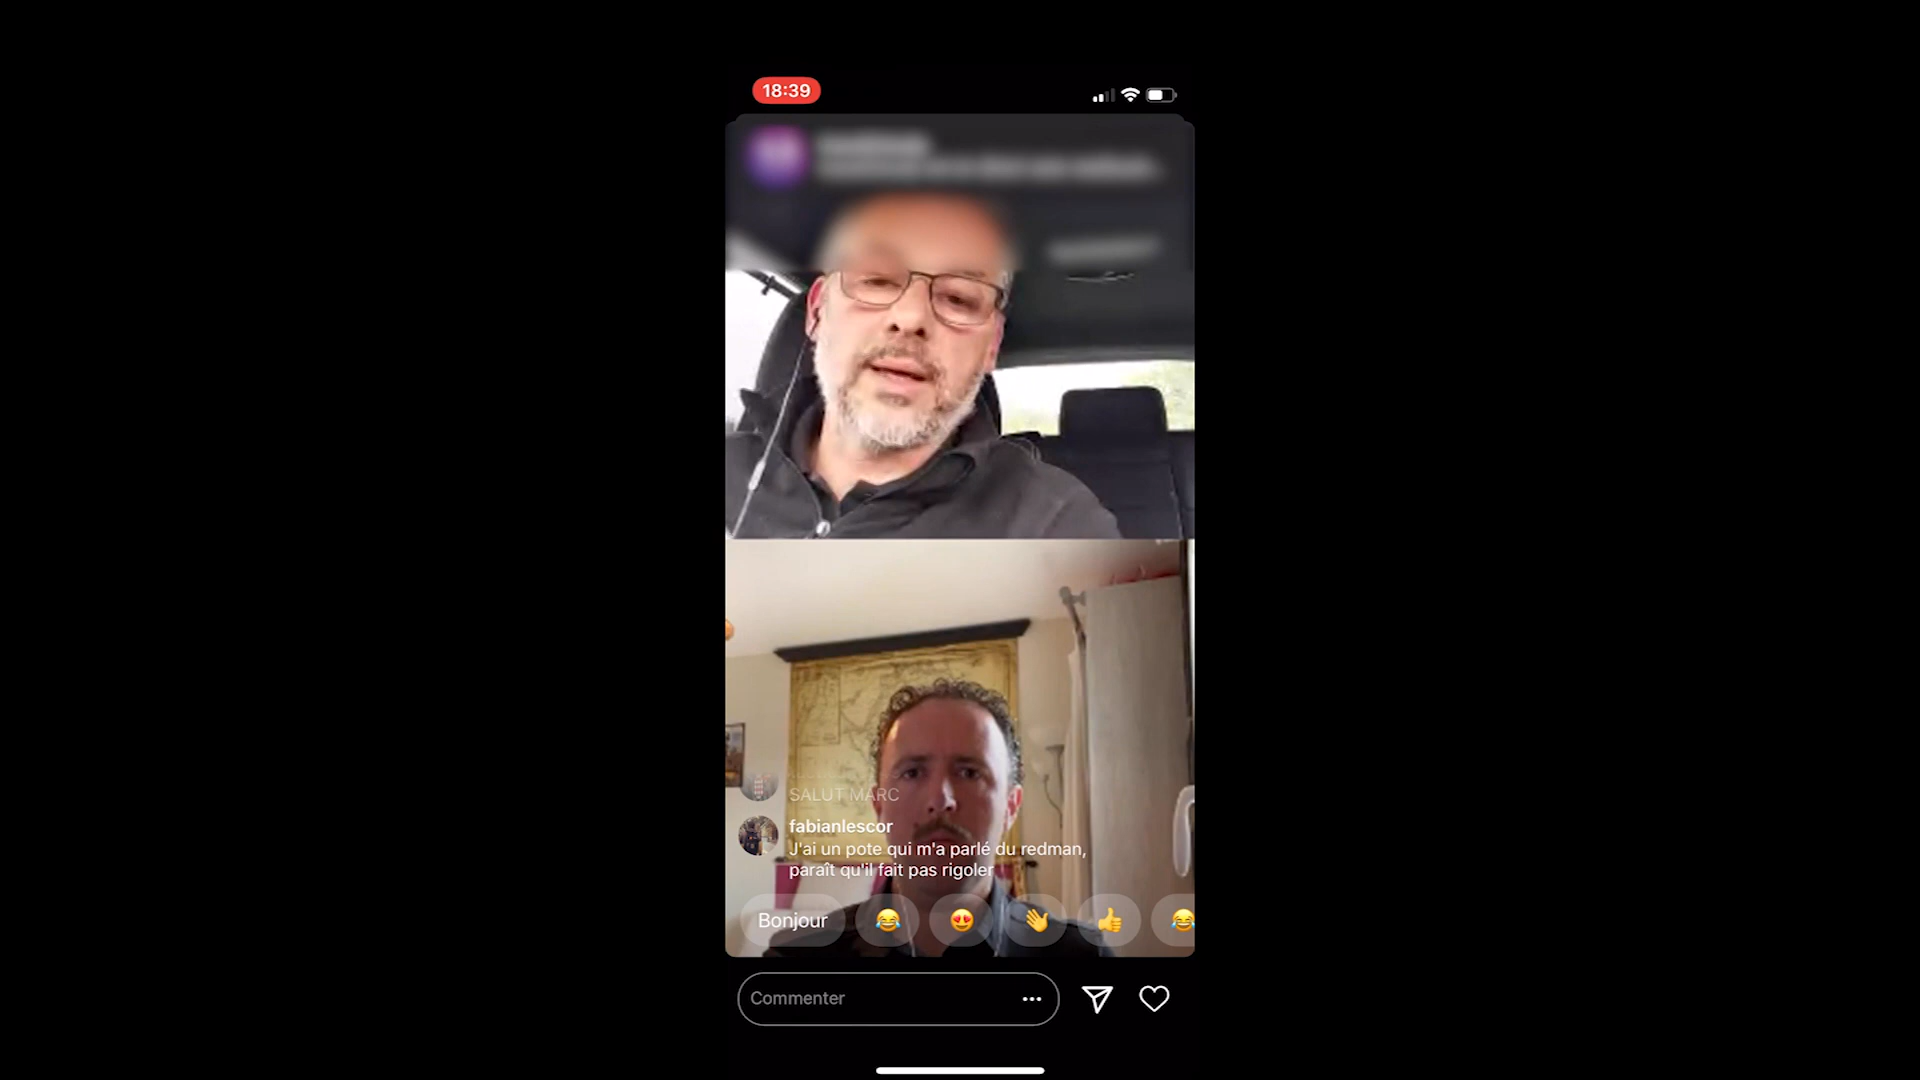 18:39
SALUT MARC
fabianlescor
J'ai un pote qui m'a parlé du redman,
paraît qu'il fait pas rigoler
Bonjour
Commenter